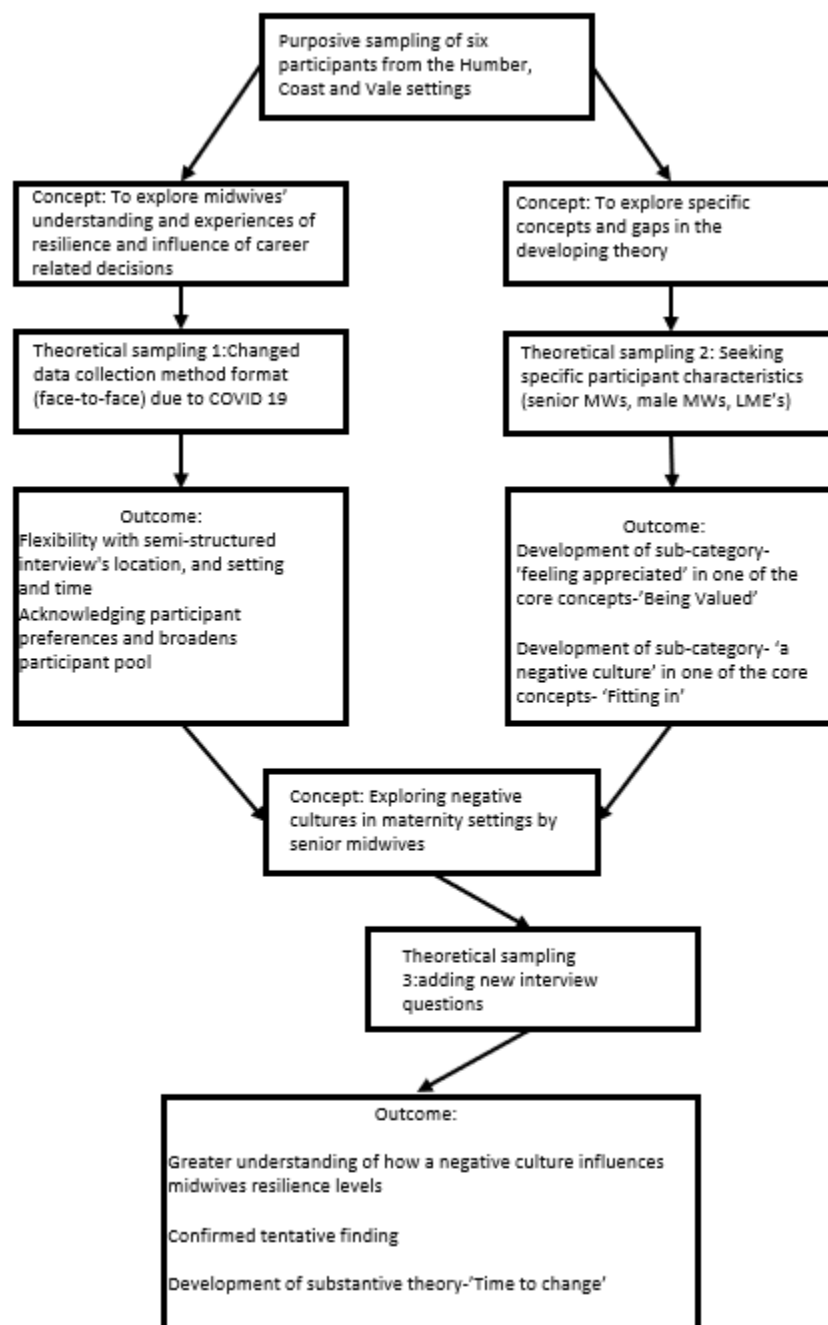 Purposive sampling of six
participants from the Humber,
Coast and Vale settings
Concept: To explore midwives'
understanding and experiences of
resilience and influence of career
related decisions
Concept: To explore specific
concepts and gaps in the
developing theory
Theoretical sampling 1:Changed
data collection method format
(face-to-face) due to COVID 19
Theoretical sampling 2: Seeking
specific participant characteristics
(senior MWs, male MWs, LME's)
Outcome:
Flexibility with semi-structured
interview's location, and setting
and time
Acknowledging participant
preferences and broadens
participant pool
Outcome:
Development of sub-category-
'feeling appreciated' in one of the
core concepts-'Being Valued'
Development of sub-category- 'a
negative culture' in one of the core
concepts- 'Fitting in'
Concept: Exploring negative
cultures in maternity settings by
senior midwives
Theoretical sampling
3:adding new interview
questions
Outcome:
Greater understanding of how a negative culture influences
midwives resilience levels
Confirmed tentative finding
Development of substantive theory-'Time to change'